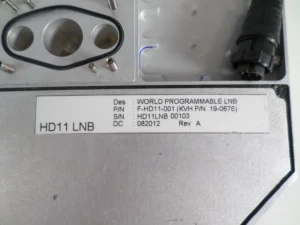 Des : WORLD PROGRAMMABLE LNB
P/N : F-HD11-001 (KVH P/N :19-0676)
S/N : HD11LNB 00103
HD11 LNB
DC : 082012 Rev A